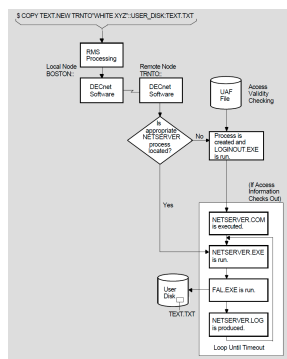 $ COPY TEXT.NEW TRNTO"WHITE XYZ"::USER_DISK:TEXT.TXT
RMS
Processing
Local Node
BOSTON::
Remote Node
TRNTO::
DECnet
Software
DECnet
Software
UAF
File
Access
Validity
Checking
Is
appropriate
NETSERVER
process
located?
No
Process is
created and
LOGINOUT.EXE
is run.
(If Access
Information
Checks Out)
Yes
NETSERVER.COM
is executed.
NETSERVER.EXE
is run.
User
Disk
TEXT.TXT
FAL.EXE is run.
NETSERVER.LOG
is produced.
Loop Until Timeout